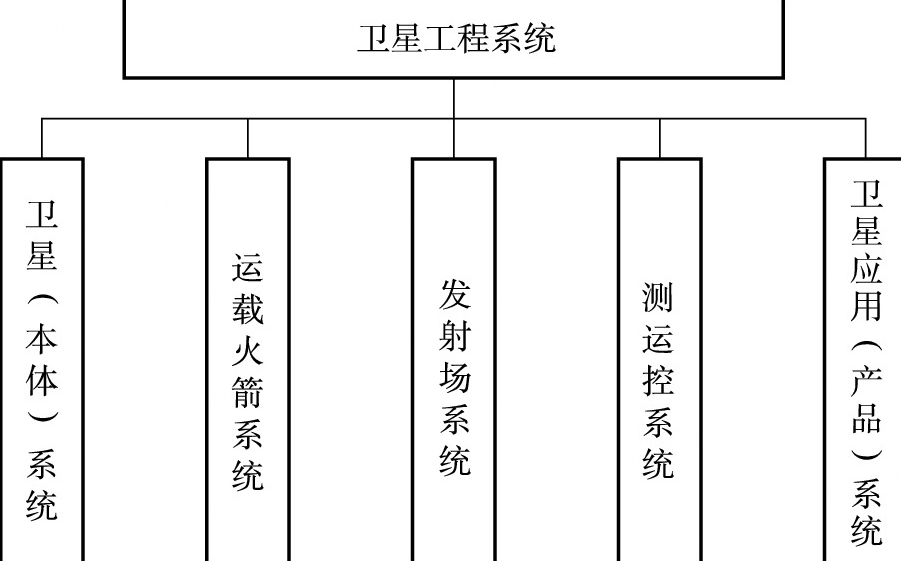 卫星工程系统
卫星（本体）系统
运载火箭系统
发射场系统
测运控系统
卫星应用（产品）系统